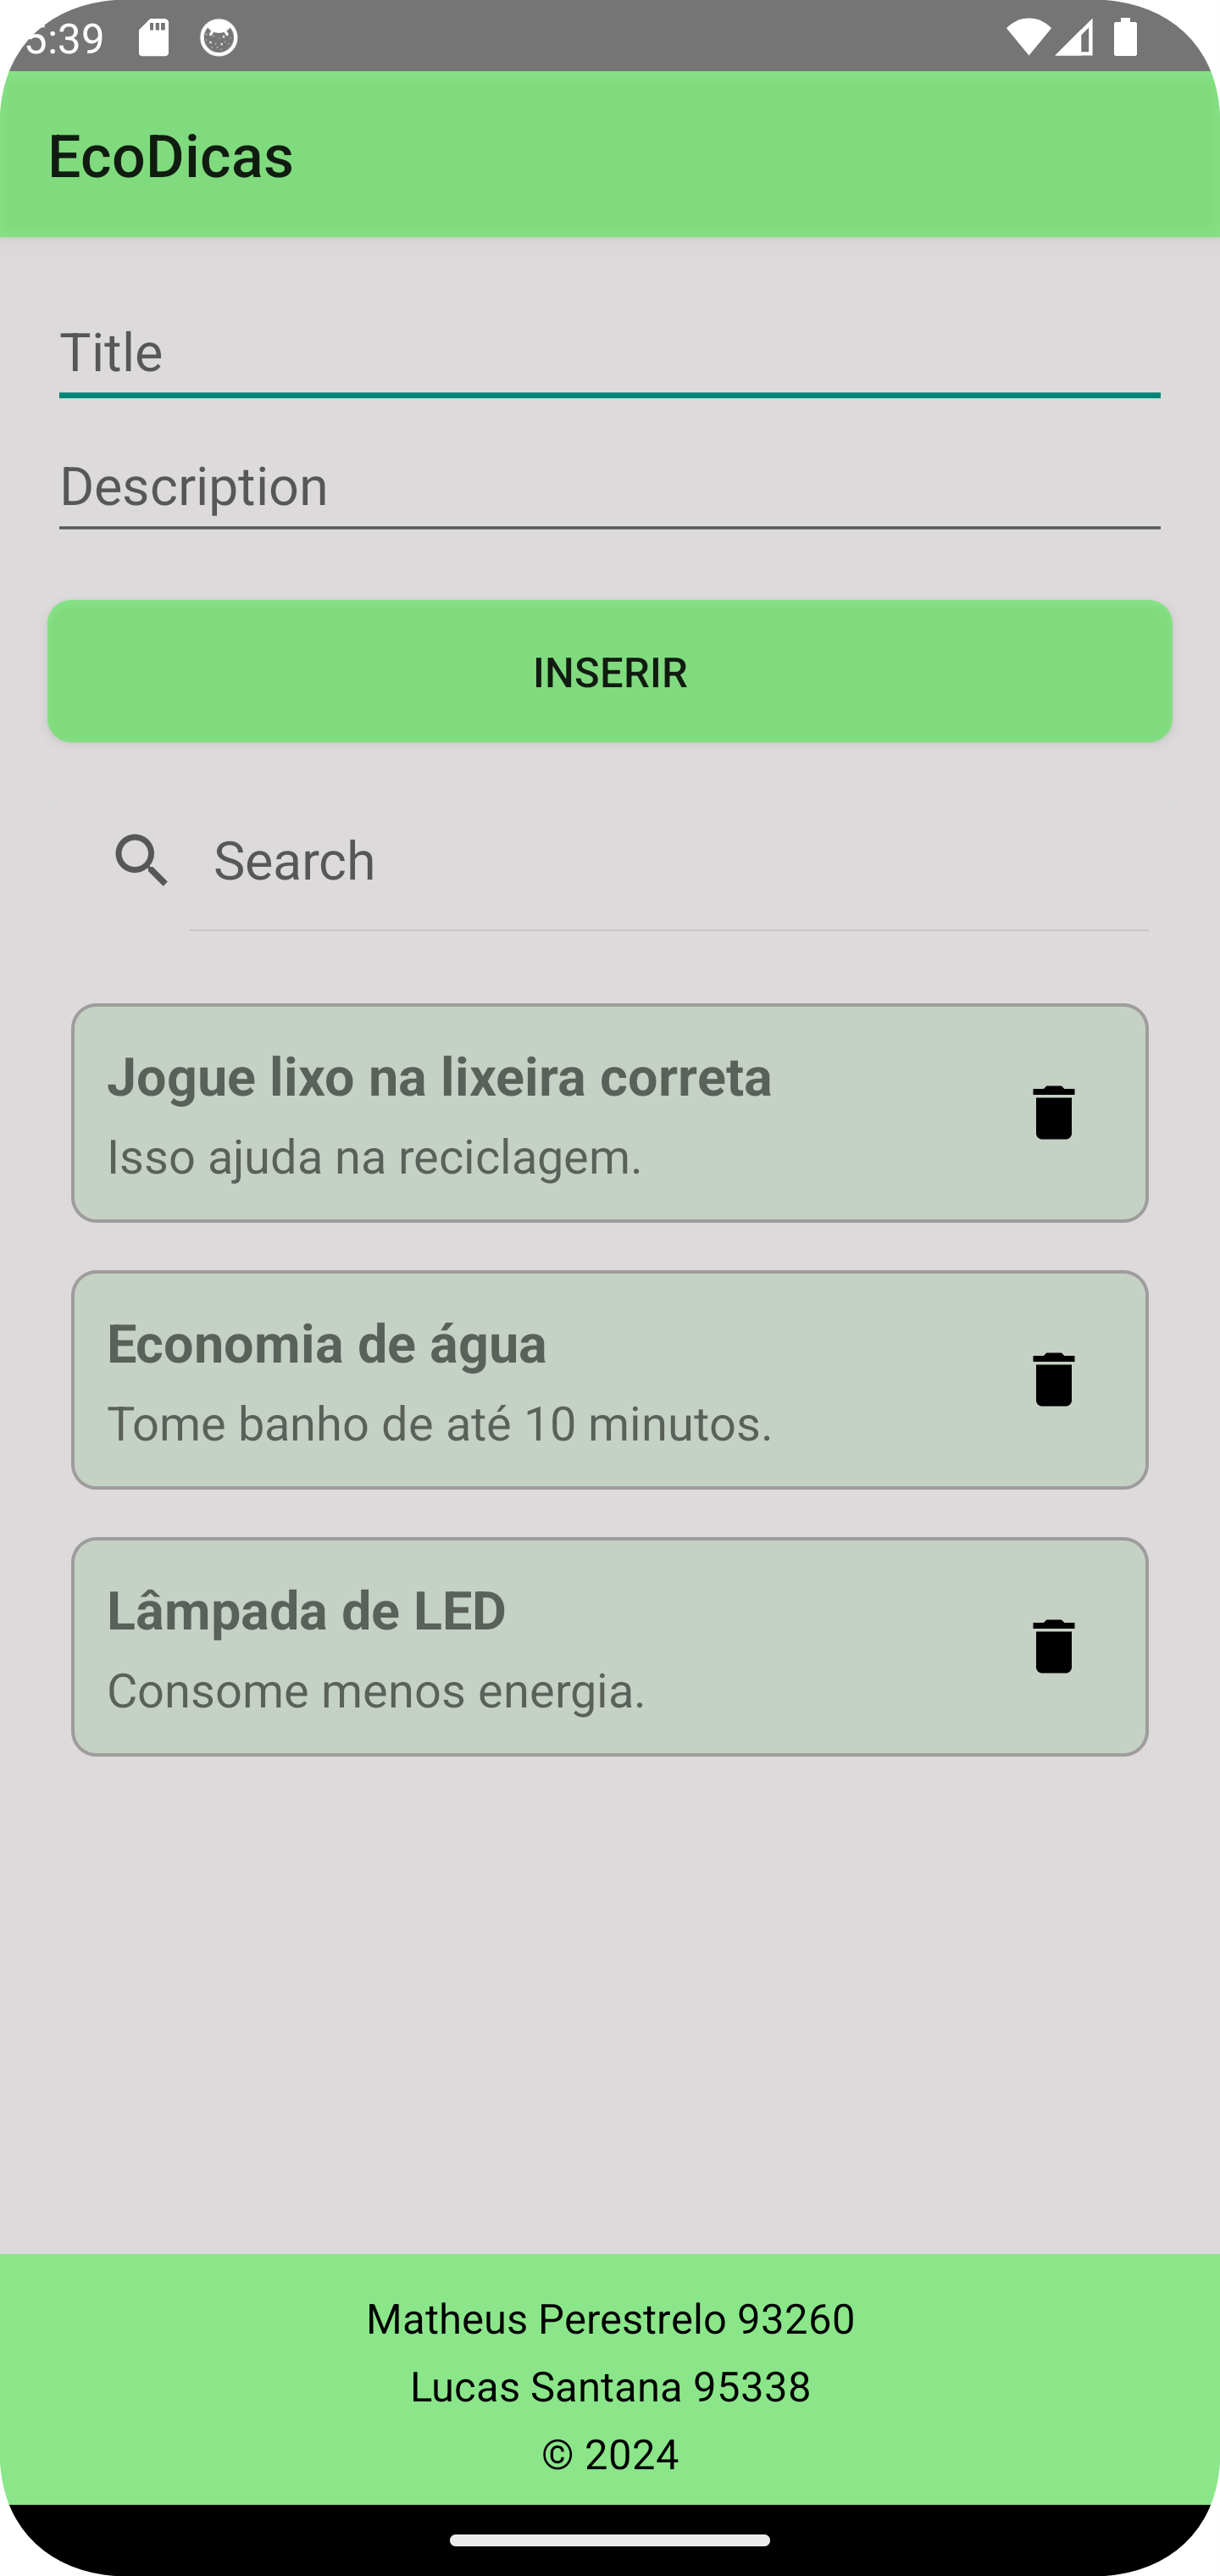 5:39
EcoDicas
Title
Description
INSERIR
Search
Jogue lixo na lixeira correta
Isso ajuda na reciclagem.
Economia de água
Tome banho de até 10 minutos.
Lâmpada de LED
Consome menos energia.
Matheus Perestrelo 93260
Lucas Santana 95338
© 2024